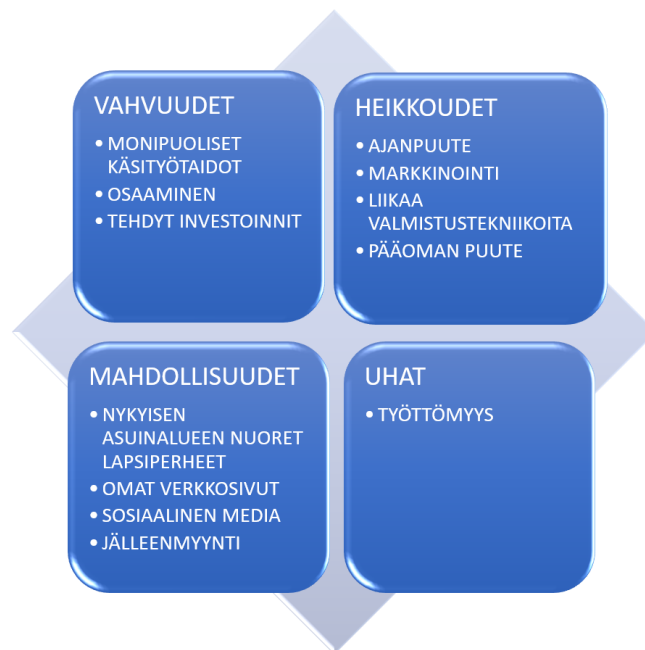 VAHVUUDET
• MONIPUOLISET
KÄSITYÖTAIDOT
• OSAAMINEN
• TEHDYT INVESTOINNIT
HEIKKOUDET
• AJANPUUTE
• MARKKINOINTI
• LIIKAA
VALMISTUSTEKNIIKOITA
• PÄÄOMAN PUUTE
MAHDOLLISUUDET
• NYKYISEN
ASUINALUEEN NUORET
LAPSIPERHEET
• OMAT VERKKOSIVUT
• SOSIAALINEN MEDIA
• JÄLLEENMYYNTI
UHAT
• TYÖTTÖMYYS